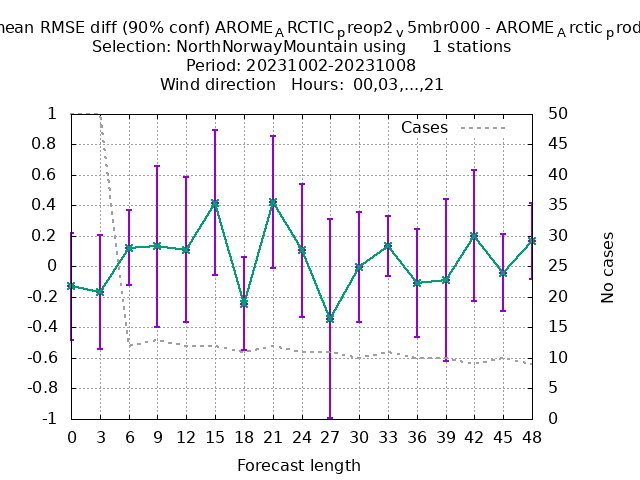 mean RMSE diff (90% conf) AROME_ARCTIC_preop2_v5mbr000 - AROME_Arctic_prod
Selection: NorthNorwayMountain using 1 stations
Period: 20231002-20231008
Wind direction Hours: 00,03,...,21
Cases
1
0.8
0.6
0.4
0.2
0
-0.2
-0.4
-0.6
-0.8
-1
50
45
40
35
30
25
20
15
10
5
0
No cases
0 3 6 9 12 15 18 21 24 27 30 33 36 39 42 45 48
Forecast length